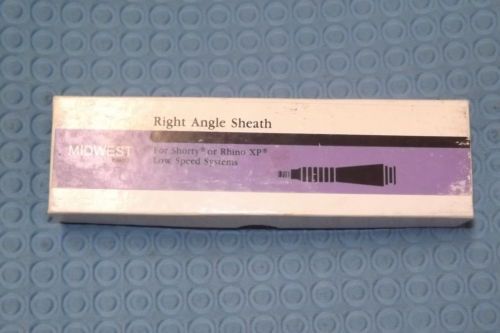 Right Angle Sheath
MIDWEST
For Shorty® or Rhino XP®
Low Speed Systems